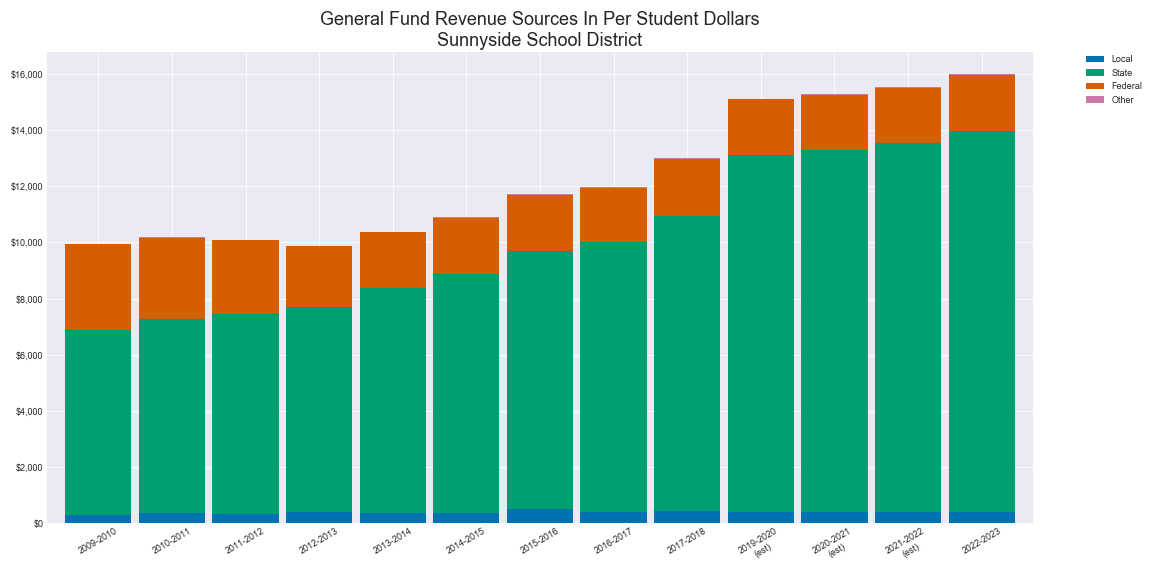 General Fund Revenue Sources In Per Student Dollars
Sunnyside School District
Local
State
Federal
Other
$16,000
$14,000
$12,000
$10,000
$8,000
$6,000
$4,000
$2,000
$0
2009-2010
2010-2011
2011-2012
2012-2013
2013-2014
2014-2015
2015-2016
2016-2017
2017-2018
2019-2020
(est)
2020-2021
(est)
2021-2022
(est)
2022-2023